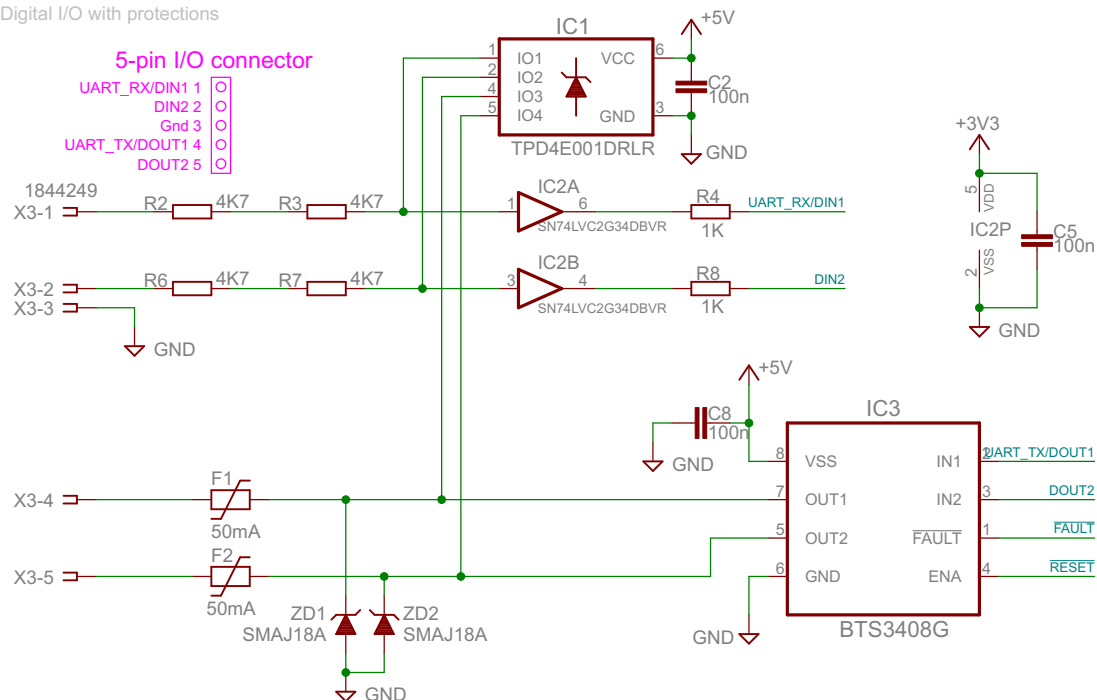 Digital I/O with protections
5-pin I/O connector
UART_RX/DIN1 1
DIN2 2
Gnd 3
UART_TX/DOUT1 4
DOUT2 5
IC1
1 IO1 VCC 6
2 IO2
4 IO3
5 IO4 GND 3
TPD4E001DRLR
+5V
C2
100n
GND
+3V3
5 VDD
IC2P
2 VSS
C5
100n
GND
1844249
X3-1
R2 4K7
R3 4K7
IC2A
1 6
SN74LVC2G34DBVR
R4
1K
UART_RX/DIN1
X3-2
R6 4K7
R7 4K7
IC2B
3 4
SN74LVC2G34DBVR
R8
1K
DIN2
X3-3
GND
+5V
C8
100n
GND
IC3
8 VSS IN1 2 UART_TX/DOUT1
7 OUT1 IN2 3 DOUT2
5 OUT2 FAULT 1 FAULT
6 GND ENA 4 RESET
BTS3408G
GND
X3-4
F1
50mA
X3-5
F2
50mA
ZD1
SMAJ18A
ZD2
SMAJ18A
GND